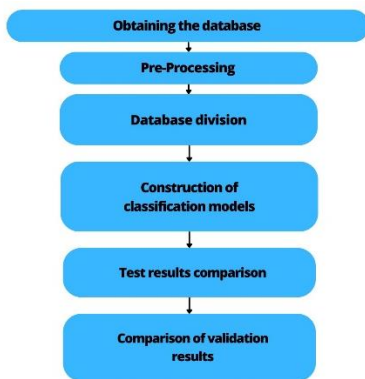 Obtaining the database
Pre-Processing
Database division
Construction of
classification models
Test results comparison
Comparison of validation
results